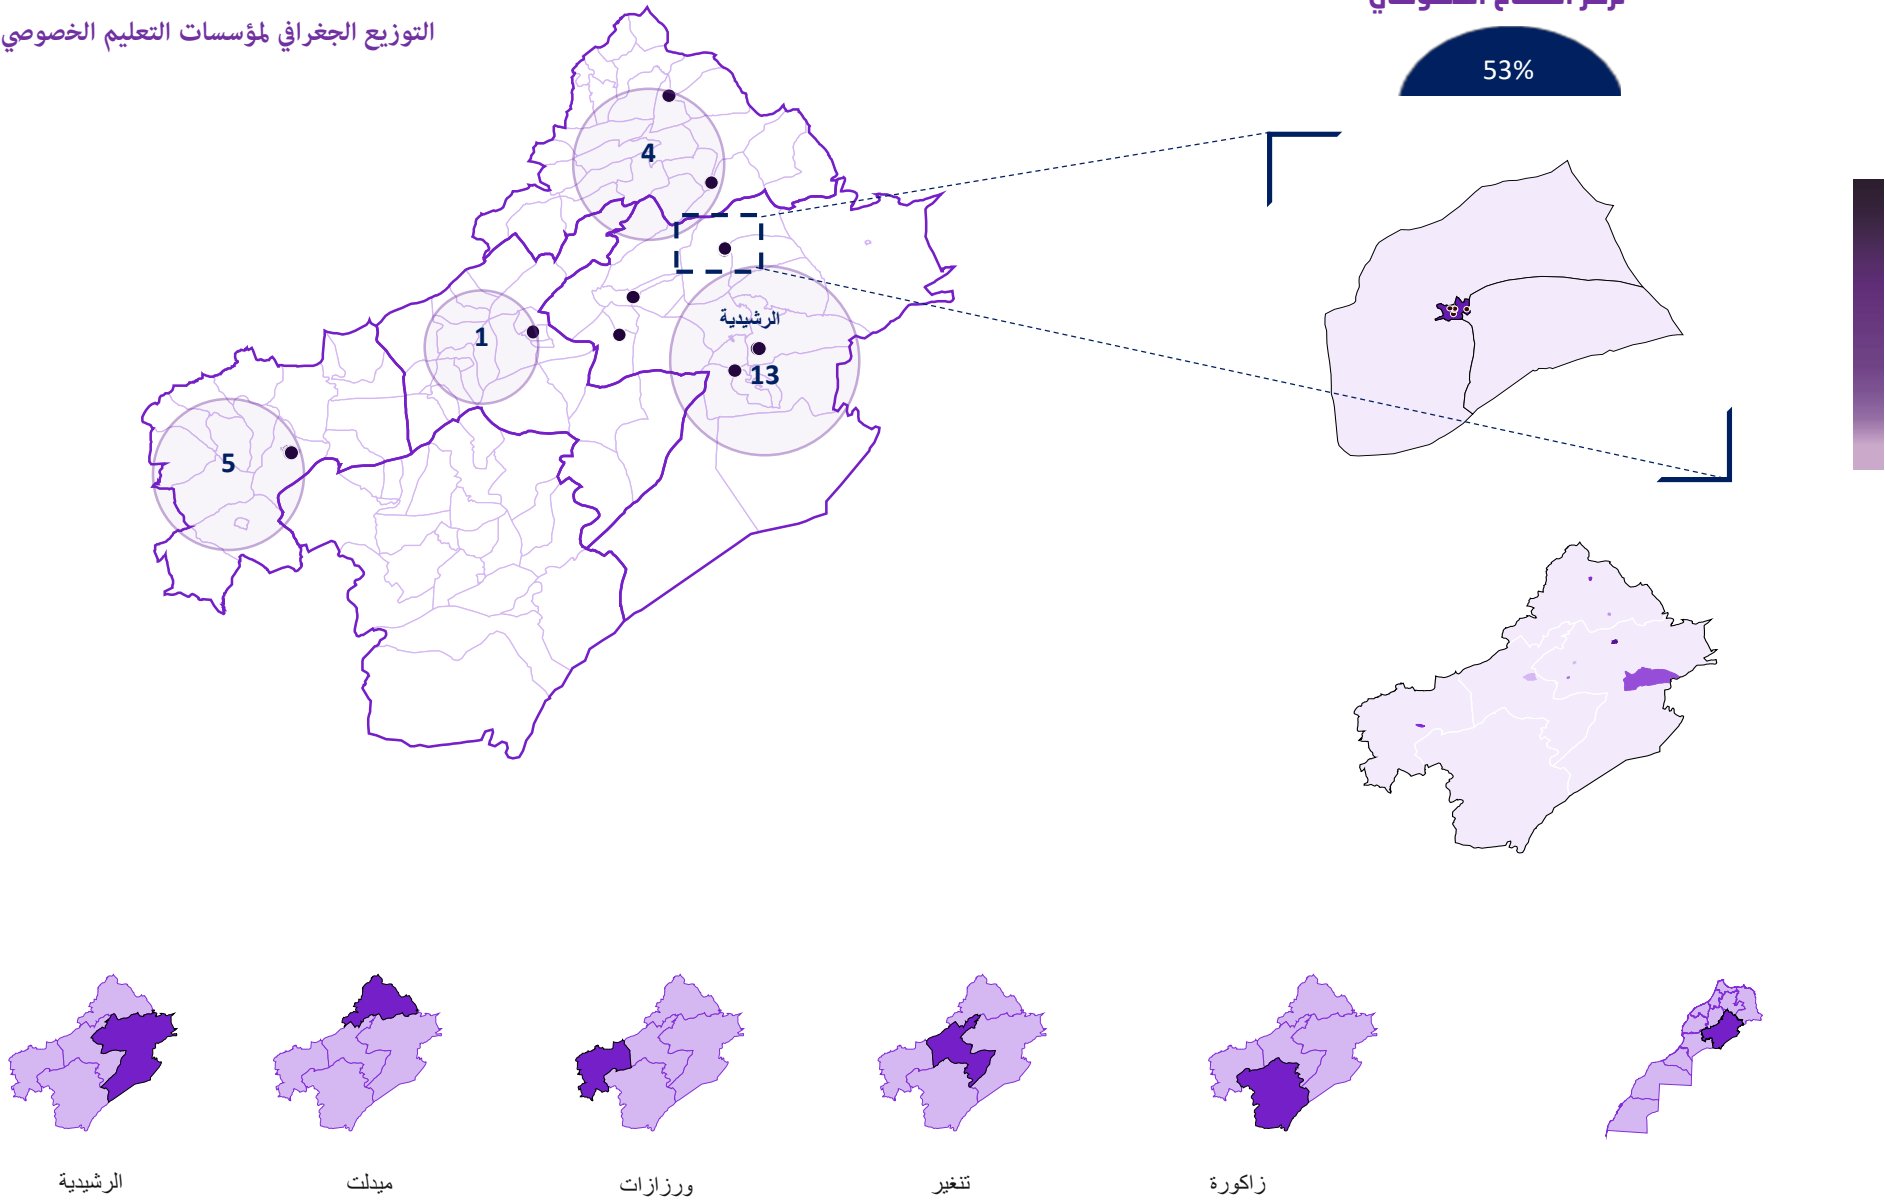 التوزيع الجغرافي لمؤسسات التعليم الخصوصي
53%
4
الرشيدية
1
13
5
الرشيدية
ميدلت
ورزازات
تنغير
زاكورة